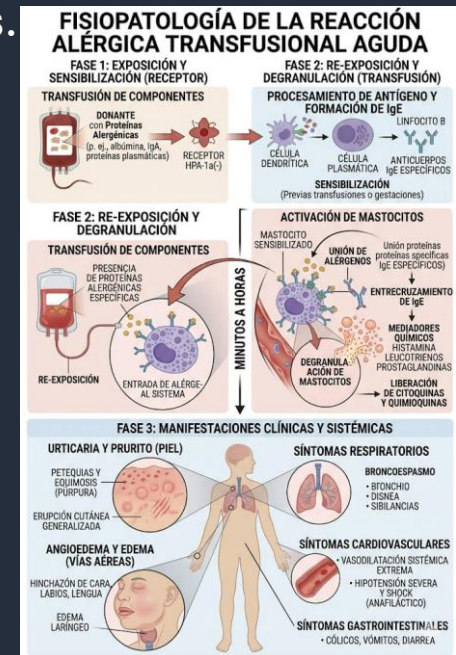 s.
FISIOPATOLOGÍA DE LA REACCIÓN
ALÉRGICA TRANSFUSIONAL AGUDA
FASE 1: EXPOSICIÓN Y
SENSIBILIZACIÓN (RECEPTOR)
TRANSFUSIÓN DE COMPONENTES
DONANTE
con Proteínas
Alergénicas
(p. ej., albúmina, IgA,
proteínas plasmáticas)
RECEPTOR
HPA-1a(-)
FASE 2: RE-EXPOSICIÓN Y
DEGRANULACIÓN (TRANSFUSIÓN)
PROCESAMIENTO DE ANTÍGENO Y
FORMACIÓN DE IgE
LINFOCITO B
CÉLULA
DENDRÍTICA
CÉLULA
PLASMÁTICA
ANTICUERPOS
IgE ESPECÍFICOS
SENSIBILIZACIÓN
(Previas transfusiones o gestaciones)
FASE 2: RE-EXPOSICIÓN Y
DEGRANULACIÓN
TRANSFUSIÓN DE COMPONENTES
PRESENCIA
DE PROTEÍNAS
ALERGÉNICAS
ESPECÍFICAS
RE-EXPOSICIÓN
ENTRADA DE ALÉRGE-
AL SISTEMA
MINUTOS A HORAS
ACTIVACIÓN DE MASTOCITOS
MASTOCITO
SENSIBILIZADO
UNIÓN DE
ALÉRGENOS
Unión proteínas
proteínas specificas
IgE ESPECÍFICOS)
ENTRECRUZAMIENTO
DE IgE
MEDIADORES
QUÍMICOS
HISTAMINA
LEUCOTRIENOS
PROSTAGLANDINAS
DEGRANULA
ACIÓN DE
MASTOCITOS
LIBERACIÓN
DE CITOQUINAS
Y QUIMIOQUINAS
FASE 3: MANIFESTACIONES CLÍNICAS Y SISTÉMICAS
URTICARIA Y PRURITO (PIEL)
PETEQUIAS Y
EQUIMOSIS
(PÚRPURA)
ERUPCIÓN CUTÁNEA
GENERALIZADA
ANGIOEDEMA Y EDEMA
(VÍAS AÉREAS)
HINCHAZÓN DE CARA,
LABIOS, LENGUA
EDEMA
LARÍNGEO
SÍNTOMAS RESPIRATORIOS
BRONCOESPASMO
• BRONCHIO
• DISNEA
• SIBILANCIAS
SÍNTOMAS CARDIOVASCULARES
• VASODILATACIÓN SISTÉMICA
EXTREMA
• HIPOTENSIÓN SEVERA
Y SHOCK
(ANAFILÁCTICO)
SÍNTOMAS GASTROINTESTINALES
• CÓLICOS, VÓMITOS, DIARREA